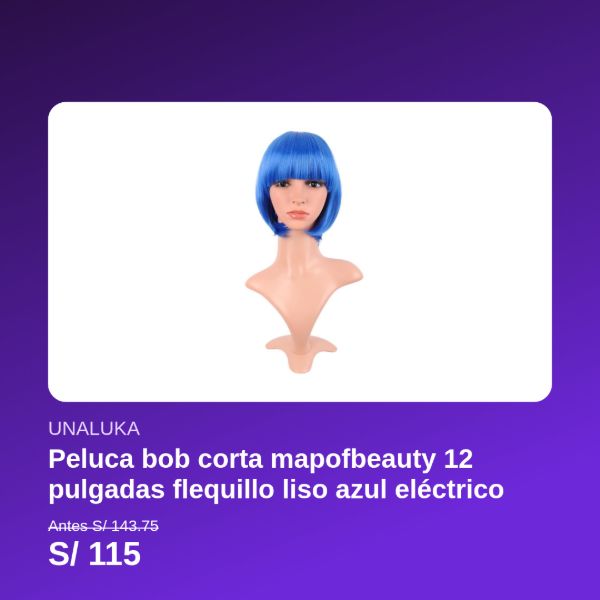 UNALUKA
Peluca bob corta mapofbeauty 12
pulgadas flequillo liso azul eléctrico
Antes S/ 143.75
S/ 115